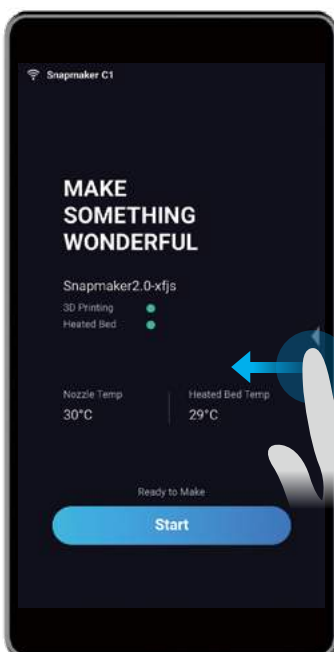 Snapmaker C1
MAKE
SOMETHING
WONDERFUL
Snapmaker2.0-xfjs
3D Printing
Heated Bed
Nozzle Temp
30°C
Heated Bed Temp
29°C
Ready to Make
Start